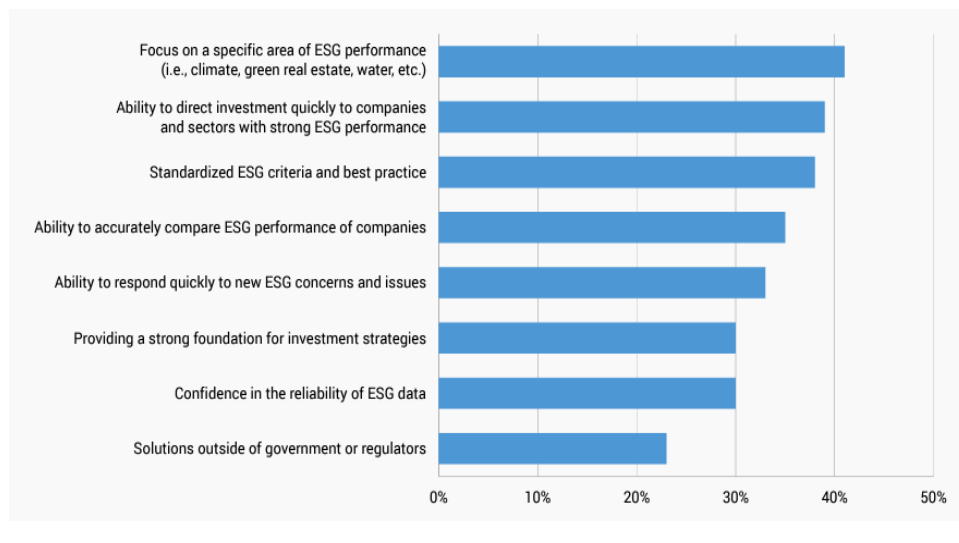 Focus on a specific area of ESG performance
(i.e., climate, green real estate, water, etc.)
Ability to direct investment quickly to companies
and sectors with strong ESG performance
Standardized ESG criteria and best practice
Ability to accurately compare ESG performance of companies
Ability to respond quickly to new ESG concerns and issues
Providing a strong foundation for investment strategies
Confidence in the reliability of ESG data
Solutions outside of government or regulators
0% 10% 20% 30% 40% 50%